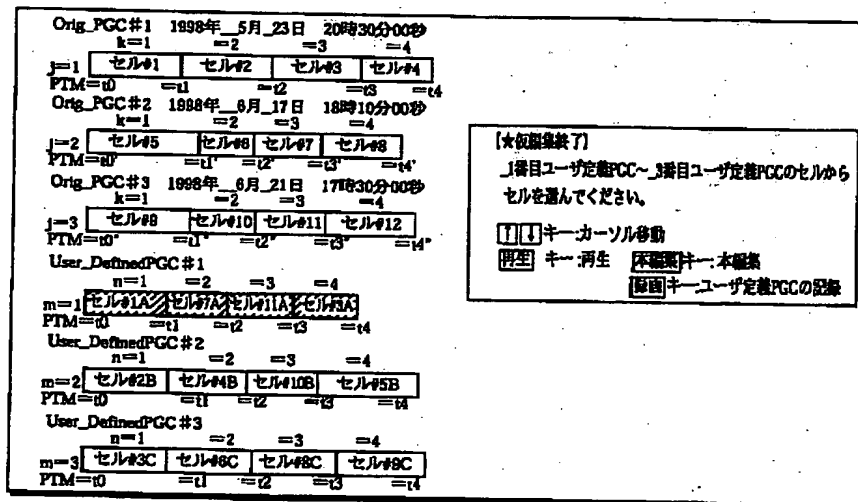 Orig_PGC#1 1998年__5月_23日 20時30分00秒
k=1 =2 =3 =4
j=1 セル#1 セル#2 セル#3 セル#4
PTM=t0 =t1 =t2 =t3 =t4
Orig_PGC#2 1998年__6月_17日 18時10分00秒
k=1 =2 =3 =4
j=2 セル#5 セル#6 セル#7 セル#8
PTM=t0' =t1' =t2' =t3' =t4'
Orig_PGC#3 1998年__6月_21日 17時30分00秒
k=1 =2 =3 =4
j=3 セル#9 セル#10 セル#11 セル#12
PTM=t0" =t1" =t2" =t3" =t4"
User_DefinedPGC#1
n=1 =2 =3 =4
m=1 セル#1A セル#7A セル#11A セル#3A
PTM=t0 =t1 =t2 =t3 =t4
User_DefinedPGC#2
n=1 =2 =3 =4
m=2 セル#2B セル#4B セル#10B セル#5B
PTM=t0 =t1 =t2 =t3 =t4
User_DefinedPGC#3
n=1 =2 =3 =4
m=3 セル#3C セル#6C セル#8C セル#9C
PTM=t0 =t1 =t2 =t3 =t4
[★仮編集終了]
_1番目ユーザ定義PGC~_3番目ユーザ定義PGCのセルから
セルを選んでください。
↑ ↓ キー:カーソル移動
再生 キー:再生 本編集 キー:本編集
録画 キー:ユーザ定義PGCの記録